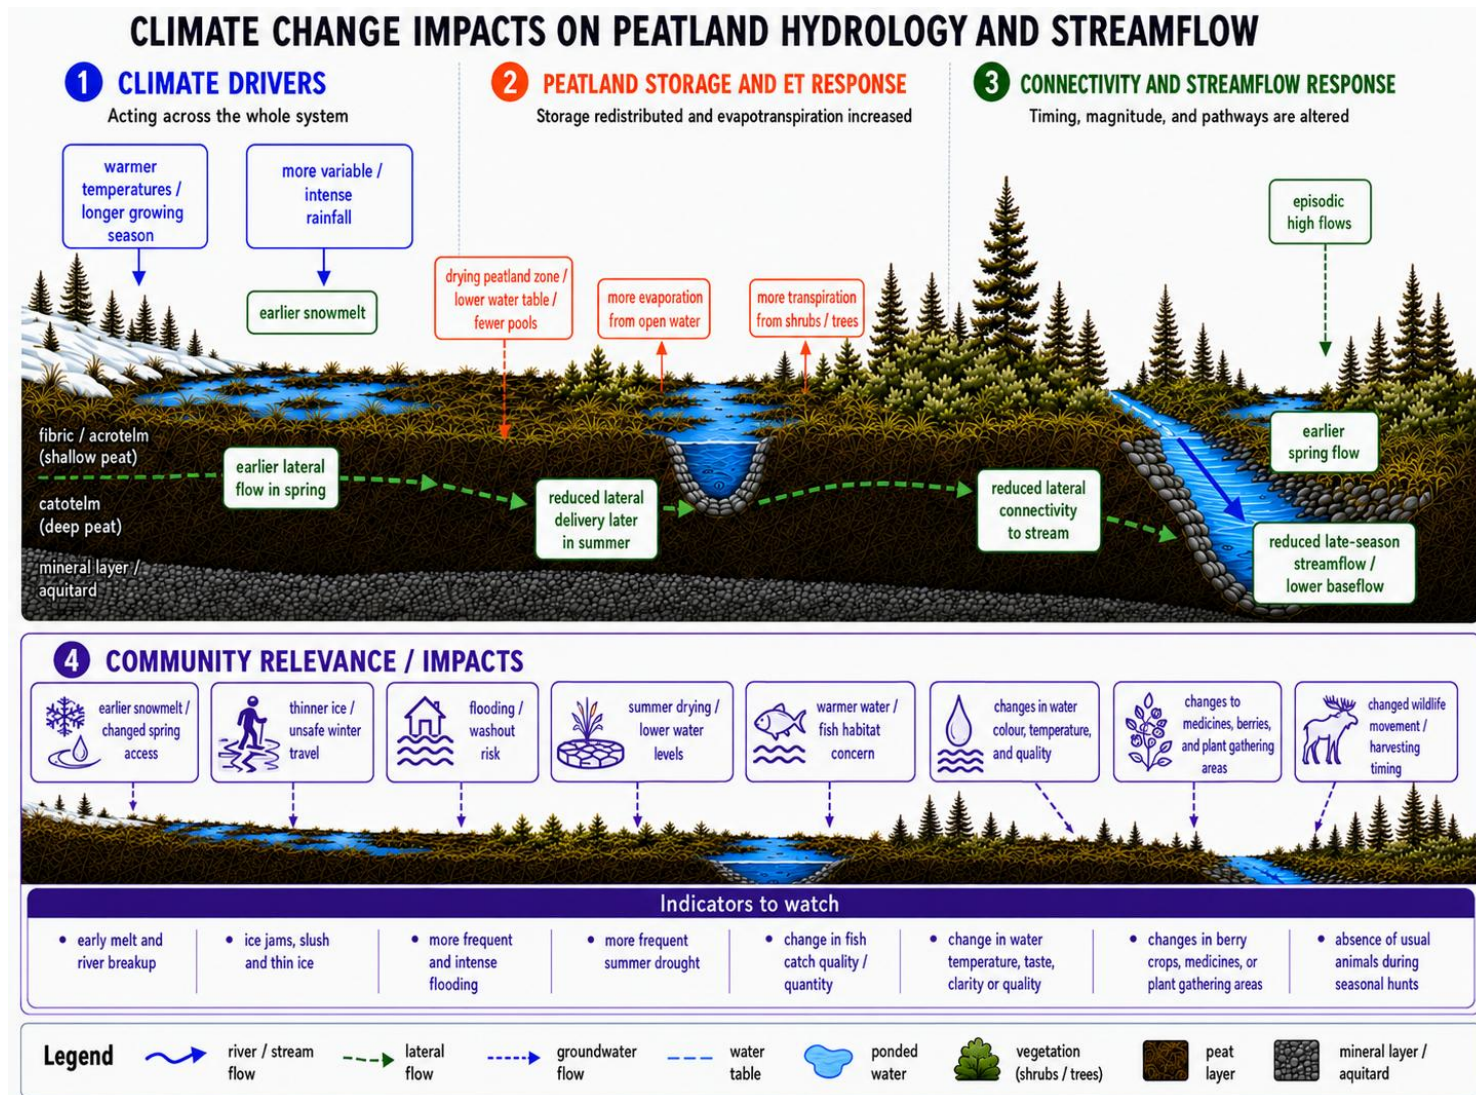 CLIMATE CHANGE IMPACTS ON PEATLAND HYDROLOGY AND STREAMFLOW
1 CLIMATE DRIVERS
Acting across the whole system
2 PEATLAND STORAGE AND ET RESPONSE
Storage redistributed and evapotranspiration increased
3 CONNECTIVITY AND STREAMFLOW RESPONSE
Timing, magnitude, and pathways are altered
warmer
temperatures /
longer growing
season
more variable /
intense
rainfall
earlier snowmelt
drying peatland zone /
lower water table /
fewer pools
more evaporation
from open water
more transpiration
from shrubs / trees
episodic
high flows
fibric / acrotelm
(shallow peat)
catotelm
(deep peat)
mineral layer /
aquitard
earlier lateral
flow in spring
reduced lateral
delivery later
in summer
reduced lateral
connectivity
to stream
earlier
spring flow
reduced late-season
streamflow /
lower baseflow
4 COMMUNITY RELEVANCE / IMPACTS
earlier snowmelt /
changed spring
access
thinner ice /
unsafe winter
travel
flooding /
washout
risk
summer drying /
lower water
levels
warmer water /
fish habitat
concern
changes in water
colour, temperature,
and quality
changes to
medicines, berries,
and plant gathering
areas
changed wildlife
movement /
harvesting
timing
Indicators to watch
• early melt and
river breakup
• ice jams, slush
and thin ice
• more frequent
and intense
flooding
• more frequent
summer drought
• change in fish
catch quality /
quantity
• change in water
temperature, taste,
clarity or quality
• changes in berry
crops, medicines, or
plant gathering areas
• absence of usual
animals during
seasonal hunts
Legend
river / stream
flow
lateral
flow
groundwater
flow
water
table
ponded
water
vegetation
(shrubs / trees)
peat
layer
mineral layer /
aquitard